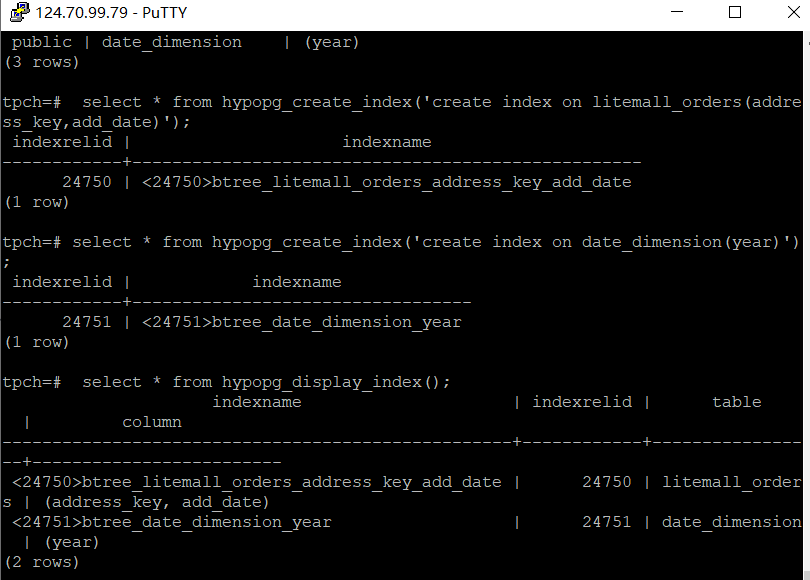 124.70.99.79 - PuTTY
 public | date_dimension    | (year)
(3 rows)

tpch=#  select * from hypopg_create_index('create index on litemall_orders(addre
ss_key,add_date)');
 indexrelid |                     indexname
------------+---------------------------------------------------
      24750 | <24750>btree_litemall_orders_address_key_add_date
(1 row)

tpch=# select * from hypopg_create_index('create index on date_dimension(year)')
;
 indexrelid |            indexname
------------+----------------------------------
      24751 | <24751>btree_date_dimension_year
(1 row)

tpch=#  select * from hypopg_display_index();
                     indexname                     | indexrelid |      table
  |         column
---------------------------------------------------+------------+---------------
--+-------------------------
 <24750>btree_litemall_orders_address_key_add_date |      24750 | litemall_order
s | (address_key, add_date)
 <24751>btree_date_dimension_year                  |      24751 | date_dimension
  | (year)
(2 rows)